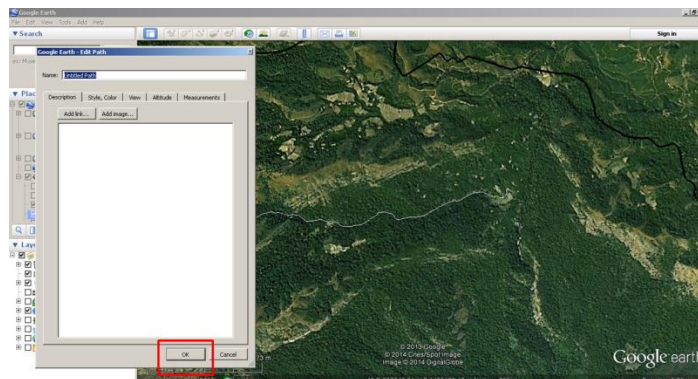 Google Earth
File Edit View Tools Add Help
Search
Sign in
Google Earth - Edit Path
Name: Untitled Path
Description Style, Color View Altitude Measurements
Add link... Add image...
OK Cancel
© 2013 Google
© 2014 Cnes/Spot Image
Image © 2014 DigitalGlobe
Google earth